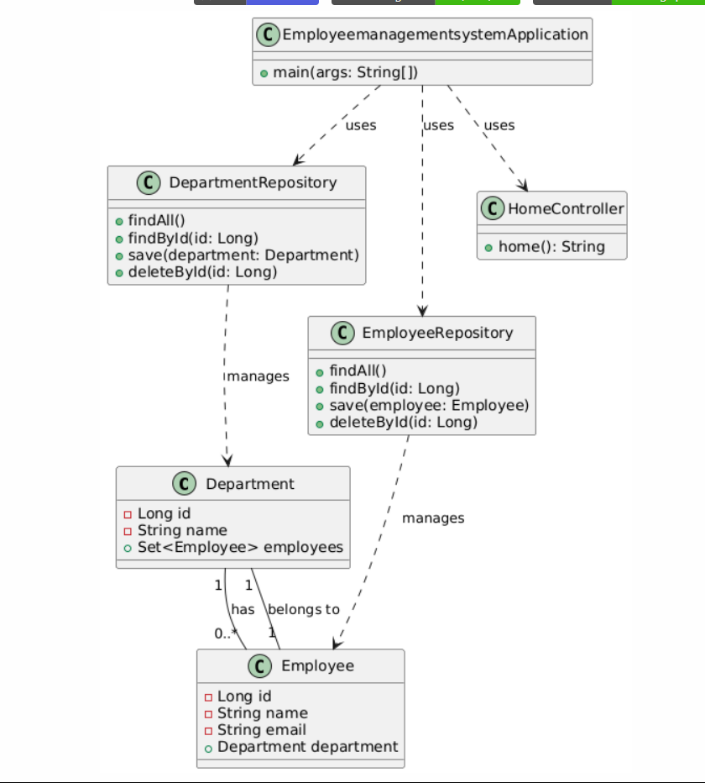 C EmployeemanagementsystemApplication
main(args: String[])
uses
uses
uses
C DepartmentRepository
findAll()
findById(id: Long)
save(department: Department)
deleteById(id: Long)
C HomeController
home(): String
C EmployeeRepository
findAll()
findById(id: Long)
save(employee: Employee)
deleteById(id: Long)
manages
C Department
Long id
String name
Set<Employee> employees
manages
1
1
has
belongs to
0..*
1
C Employee
Long id
String name
String email
Department department